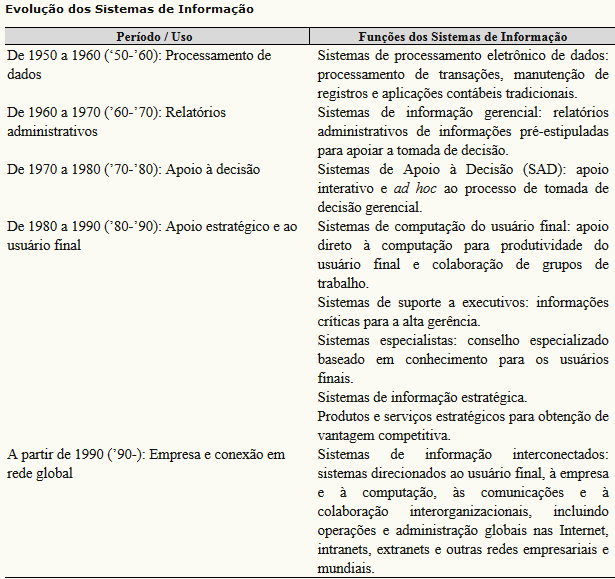 Evolução dos Sistemas de Informação
Período / Uso
Funções dos Sistemas de Informação
De 1950 a 1960 (’50-’60): Processamento de
dados
Sistemas de processamento eletrônico de dados:
processamento de transações, manutenção de
registros e aplicações contábeis tradicionais.
De 1960 a 1970 (’60-’70): Relatórios
administrativos
Sistemas de informação gerencial: relatórios
administrativos de informações pré-estipuladas
para apoiar a tomada de decisão.
De 1970 a 1980 (’70-’80): Apoio à decisão
Sistemas de Apoio à Decisão (SAD): apoio
interativo e ad hoc ao processo de tomada de
decisão gerencial.
De 1980 a 1990 (’80-’90): Apoio estratégico e ao
usuário final
Sistemas de computação do usuário final: apoio
direto à computação para produtividade do
usuário final e colaboração de grupos de
trabalho.
Sistemas de suporte a executivos: informações
críticas para a alta gerência.
Sistemas especialistas: conselho especializado
baseado em conhecimento para os usuários
finais.
Sistemas de informação estratégica.
Produtos e serviços estratégicos para obtenção de
vantagem competitiva.
A partir de 1990 (’90-): Empresa e conexão em
rede global
Sistemas de informação interconectados:
sistemas direcionados ao usuário final, à empresa
e à computação, às comunicações e à
colaboração interorganizacionais, incluindo
operações e administração globais nas Internet,
intranets, extranets e outras redes empresariais e
mundiais.